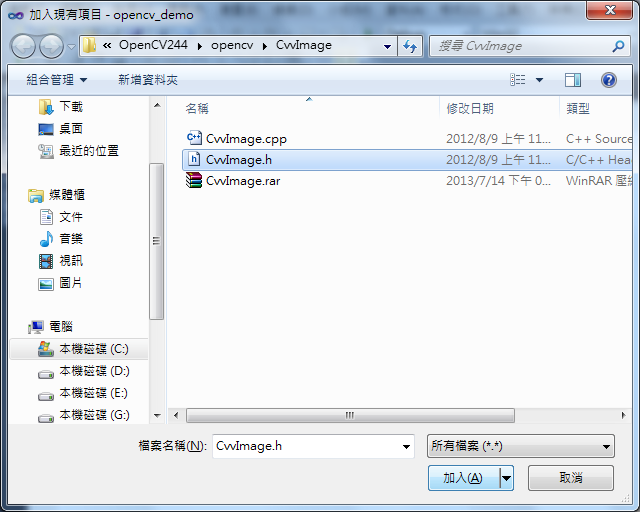 加入現有項目 - opencv_demo
« OpenCV244 opencv CvvImage
搜尋 CvvImage
組合管理 新增資料夾
下載
桌面
最近的位置
媒體櫃
文件
音樂
視訊
圖片
電腦
本機磁碟 (C:)
本機磁碟 (D:)
本機磁碟 (E:)
本機磁碟 (G:)
名稱 修改日期 類型
CvvImage.cpp 2012/8/9 上午 11... C++ Source
CvvImage.h 2012/8/9 上午 11... C/C++ Hea
CvvImage.rar 2013/7/14 下午 0... WinRAR 壓
檔案名稱(N): CvvImage.h 所有檔案 (*.*)
加入(A) 取消